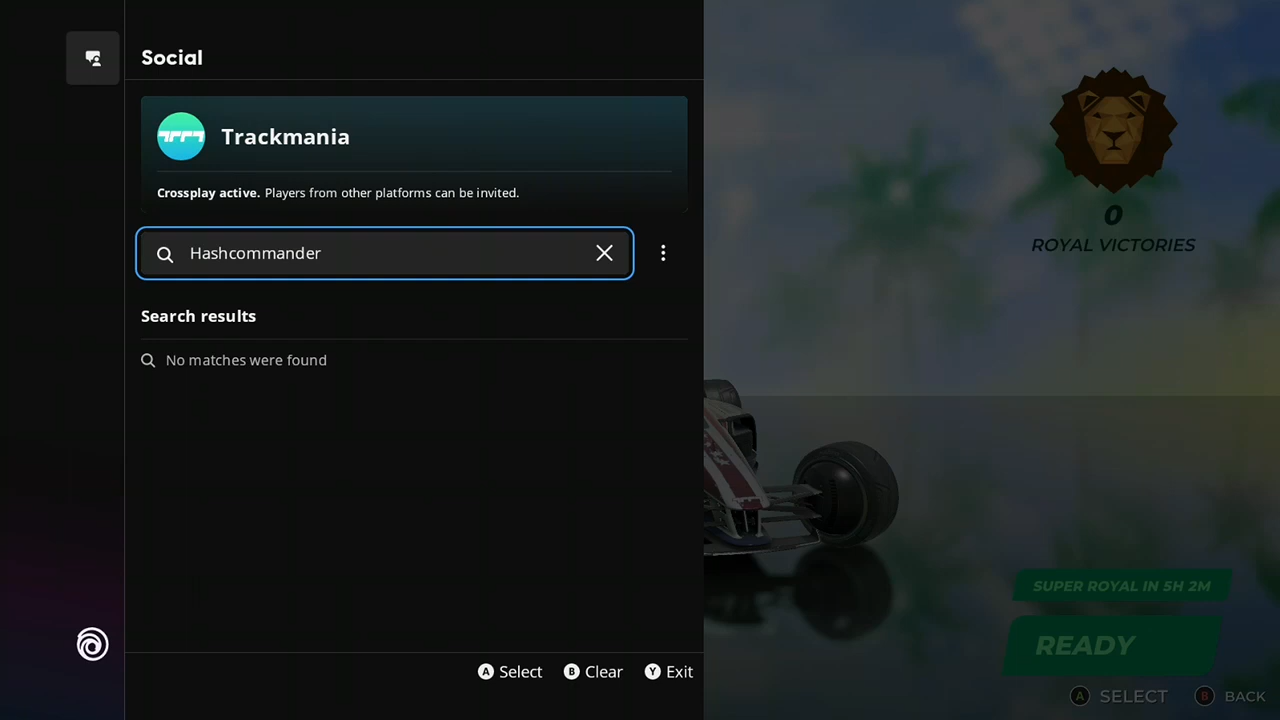 Social
Trackmania
Crossplay active. Players from other platforms can be invited.
Hashcommander
Search results
No matches were found
A Select B Clear Y Exit
0
ROYAL VICTORIES
SUPER ROYAL IN 5H 2M
READY
A SELECT B BACK